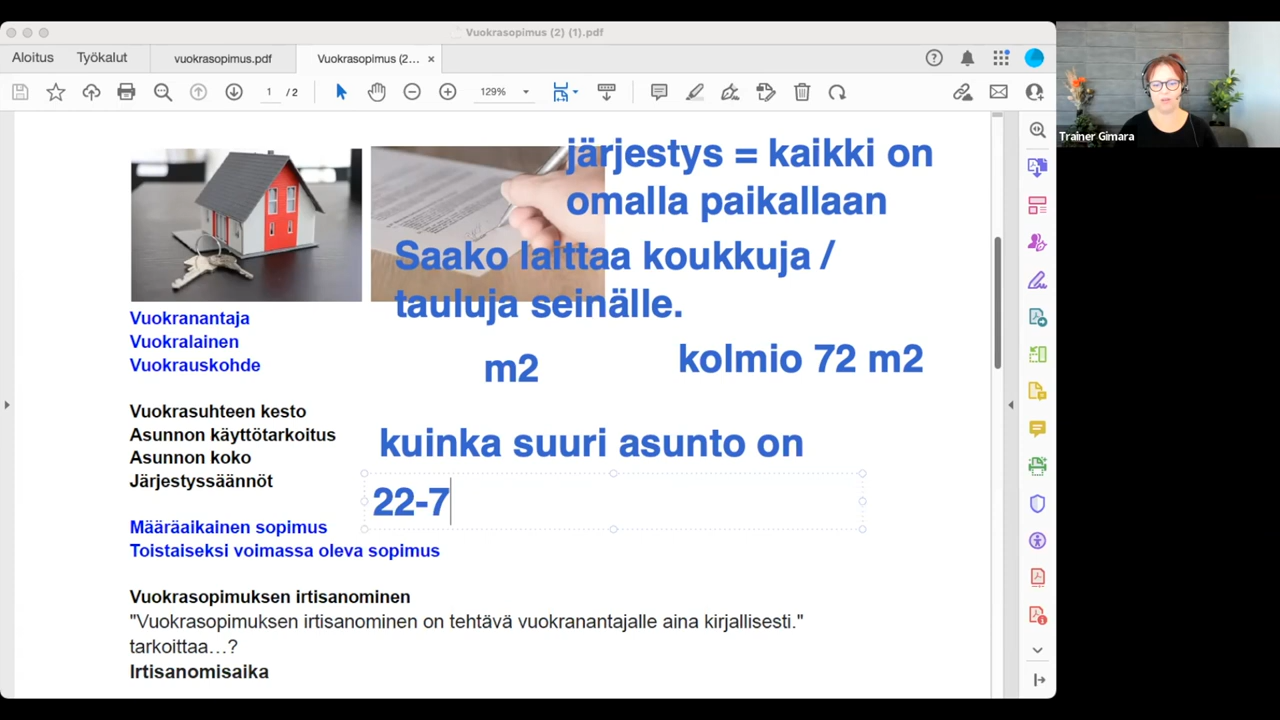 Vuokrasopimus (2) (1).pdf
Aloitus
Työkalut
vuokrasopimus.pdf
Vuokrasopimus (2...
1 / 2
129%
Trainer Gimara
järjestys = kaikki on
omalla paikallaan
Saako laittaa koukkuja /
tauluja seinälle.
Vuokranantaja
Vuokralainen
Vuokrauskohde
m2
kolmio 72 m2
Vuokrasuhteen kesto
Asunnon käyttötarkoitus
Asunnon koko
Järjestyssäännöt
kuinka suuri asunto on
22-7
Määräaikainen sopimus
Toistaiseksi voimassa oleva sopimus
Vuokrasopimuksen irtisanominen
"Vuokrasopimuksen irtisanominen on tehtävä vuokranantajalle aina kirjallisesti."
tarkoittaa...?
Irtisanomisaika